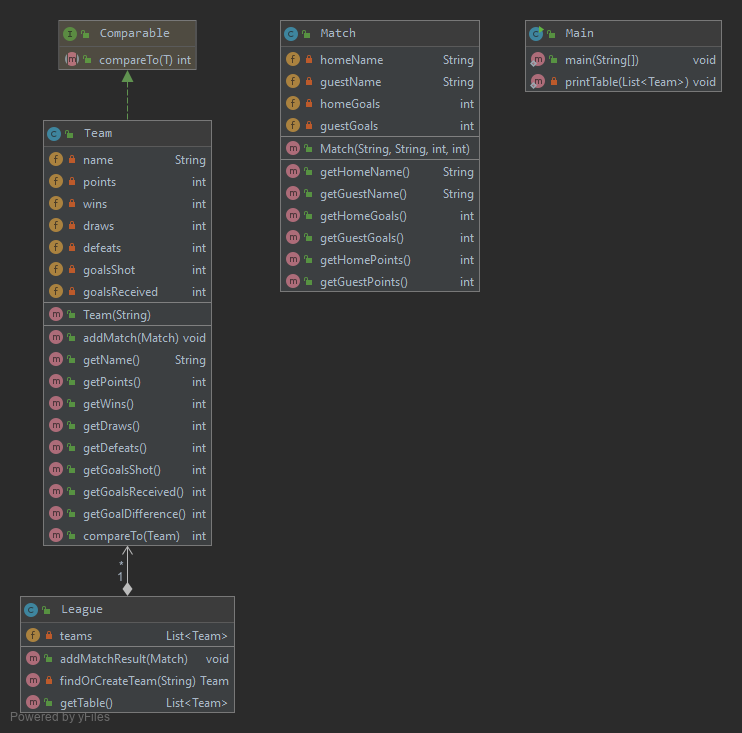 Comparable
compareTo(T) int
Team
name String
points int
wins int
draws int
defeats int
goalsShot int
goalsReceived int
Team(String)
addMatch(Match) void
getName() String
getPoints() int
getWins() int
getDraws() int
getDefeats() int
getGoalsShot() int
getGoalsReceived() int
getGoalDifference() int
compareTo(Team) int
*
1
League
teams List<Team>
addMatchResult(Match) void
findOrCreateTeam(String) Team
getTable() List<Team>
Match
homeName String
guestName String
homeGoals int
guestGoals int
Match(String, String, int, int)
getHomeName() String
getGuestName() String
getHomeGoals() int
getGuestGoals() int
getHomePoints() int
getGuestPoints() int
Main
main(String[]) void
printTable(List<Team>) void
Powered by yFiles